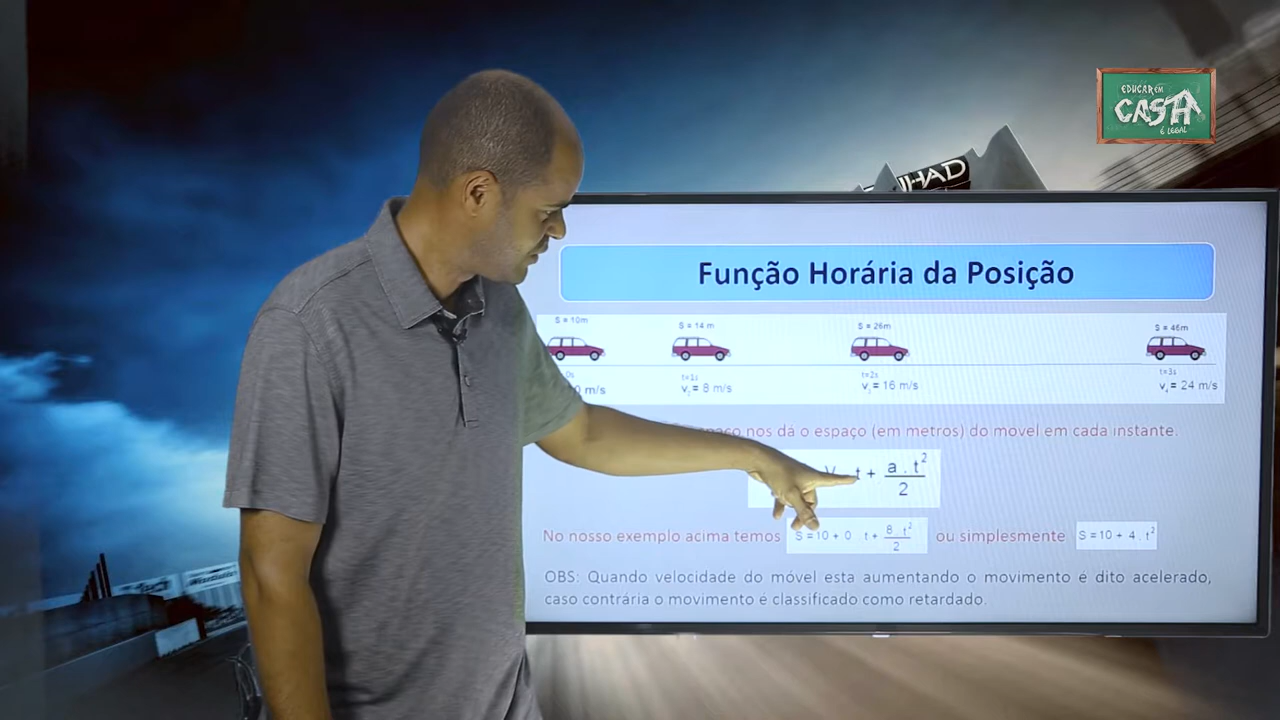 EDUCAR EM
CASA
É LEGAL
IHAD
Função Horária da Posição
S = 10m
S = 14 m
S = 26m
S = 46m
t=1s
t=2s
t=3s
0 m/s
v = 8 m/s
v = 16 m/s
v = 24 m/s
nos dá o espaço (em metros) do movel em cada instante.
t + a . t² / 2
No nosso exemplo acima temos S = 10 + 0 . t + 8 . t² / 2 ou simplesmente S = 10 + 4 . t²
OBS: Quando velocidade do móvel esta aumentando o movimento é dito acelerado,
caso contrária o movimento é classificado como retardado.